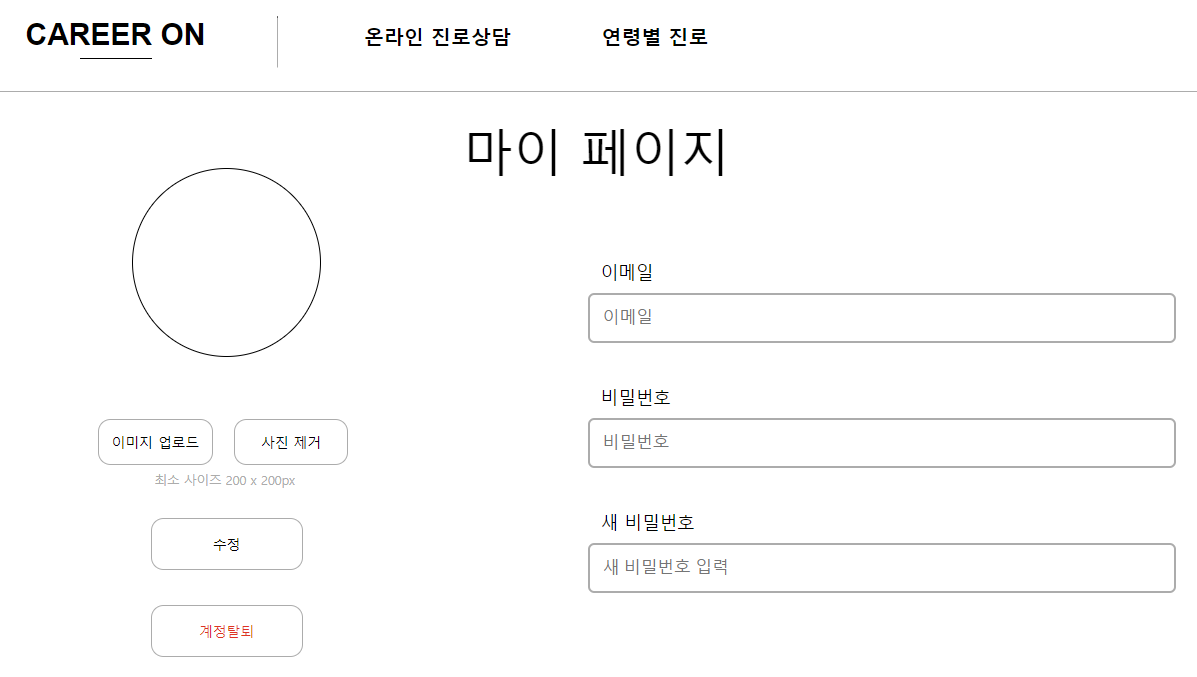 CAREER ON
온라인 진로상담
연령별 진로
마이 페이지
이미지 업로드
사진 제거
최소 사이즈 200 x 200px
수정
계정탈퇴
이메일
이메일
비밀번호
비밀번호
새 비밀번호
새 비밀번호 입력